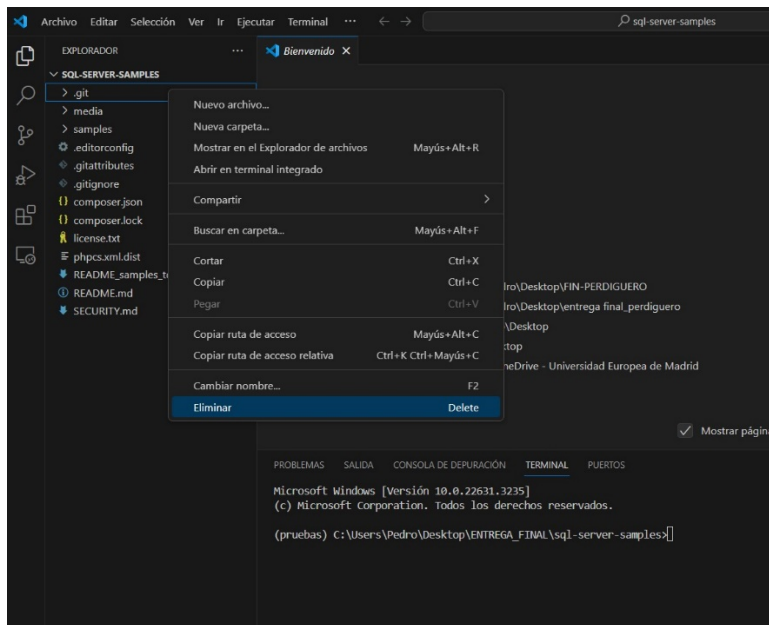 Archivo Editar Selección Ver Ir Ejecutar Terminal ··· sql-server-samples
EXPLORADOR ···
SQL-SERVER-SAMPLES
.git
media
samples
.editorconfig
.gitattributes
.gitignore
composer.json
composer.lock
license.txt
phpcs.xml.dist
README_samples_t
README.md
SECURITY.md
Bienvenido
Nuevo archivo...
Nueva carpeta...
Mostrar en el Explorador de archivos Mayús+Alt+R
Abrir en terminal integrado
Compartir
Buscar en carpeta... Mayús+Alt+F
Cortar Ctrl+X
Copiar Ctrl+C
Pegar Ctrl+V
Copiar ruta de acceso Mayús+Alt+C
Copiar ruta de acceso relativa Ctrl+K Ctrl+Mayús+C
Cambiar nombre... F2
Eliminar Delete
\Desktop\FIN-PERDIGUERO
\Desktop\entrega final_perdiguero
\Desktop
Universidad Europea de Madrid
Mostrar págin
PROBLEMAS SALIDA CONSOLA DE DEPURACIÓN TERMINAL PUERTOS
Microsoft Windows [Versión 10.0.22631.3235]
(c) Microsoft Corporation. Todos los derechos reservados.
(pruebas) C:\Users\Pedro\Desktop\ENTREGA_FINAL\sql-server-samples>